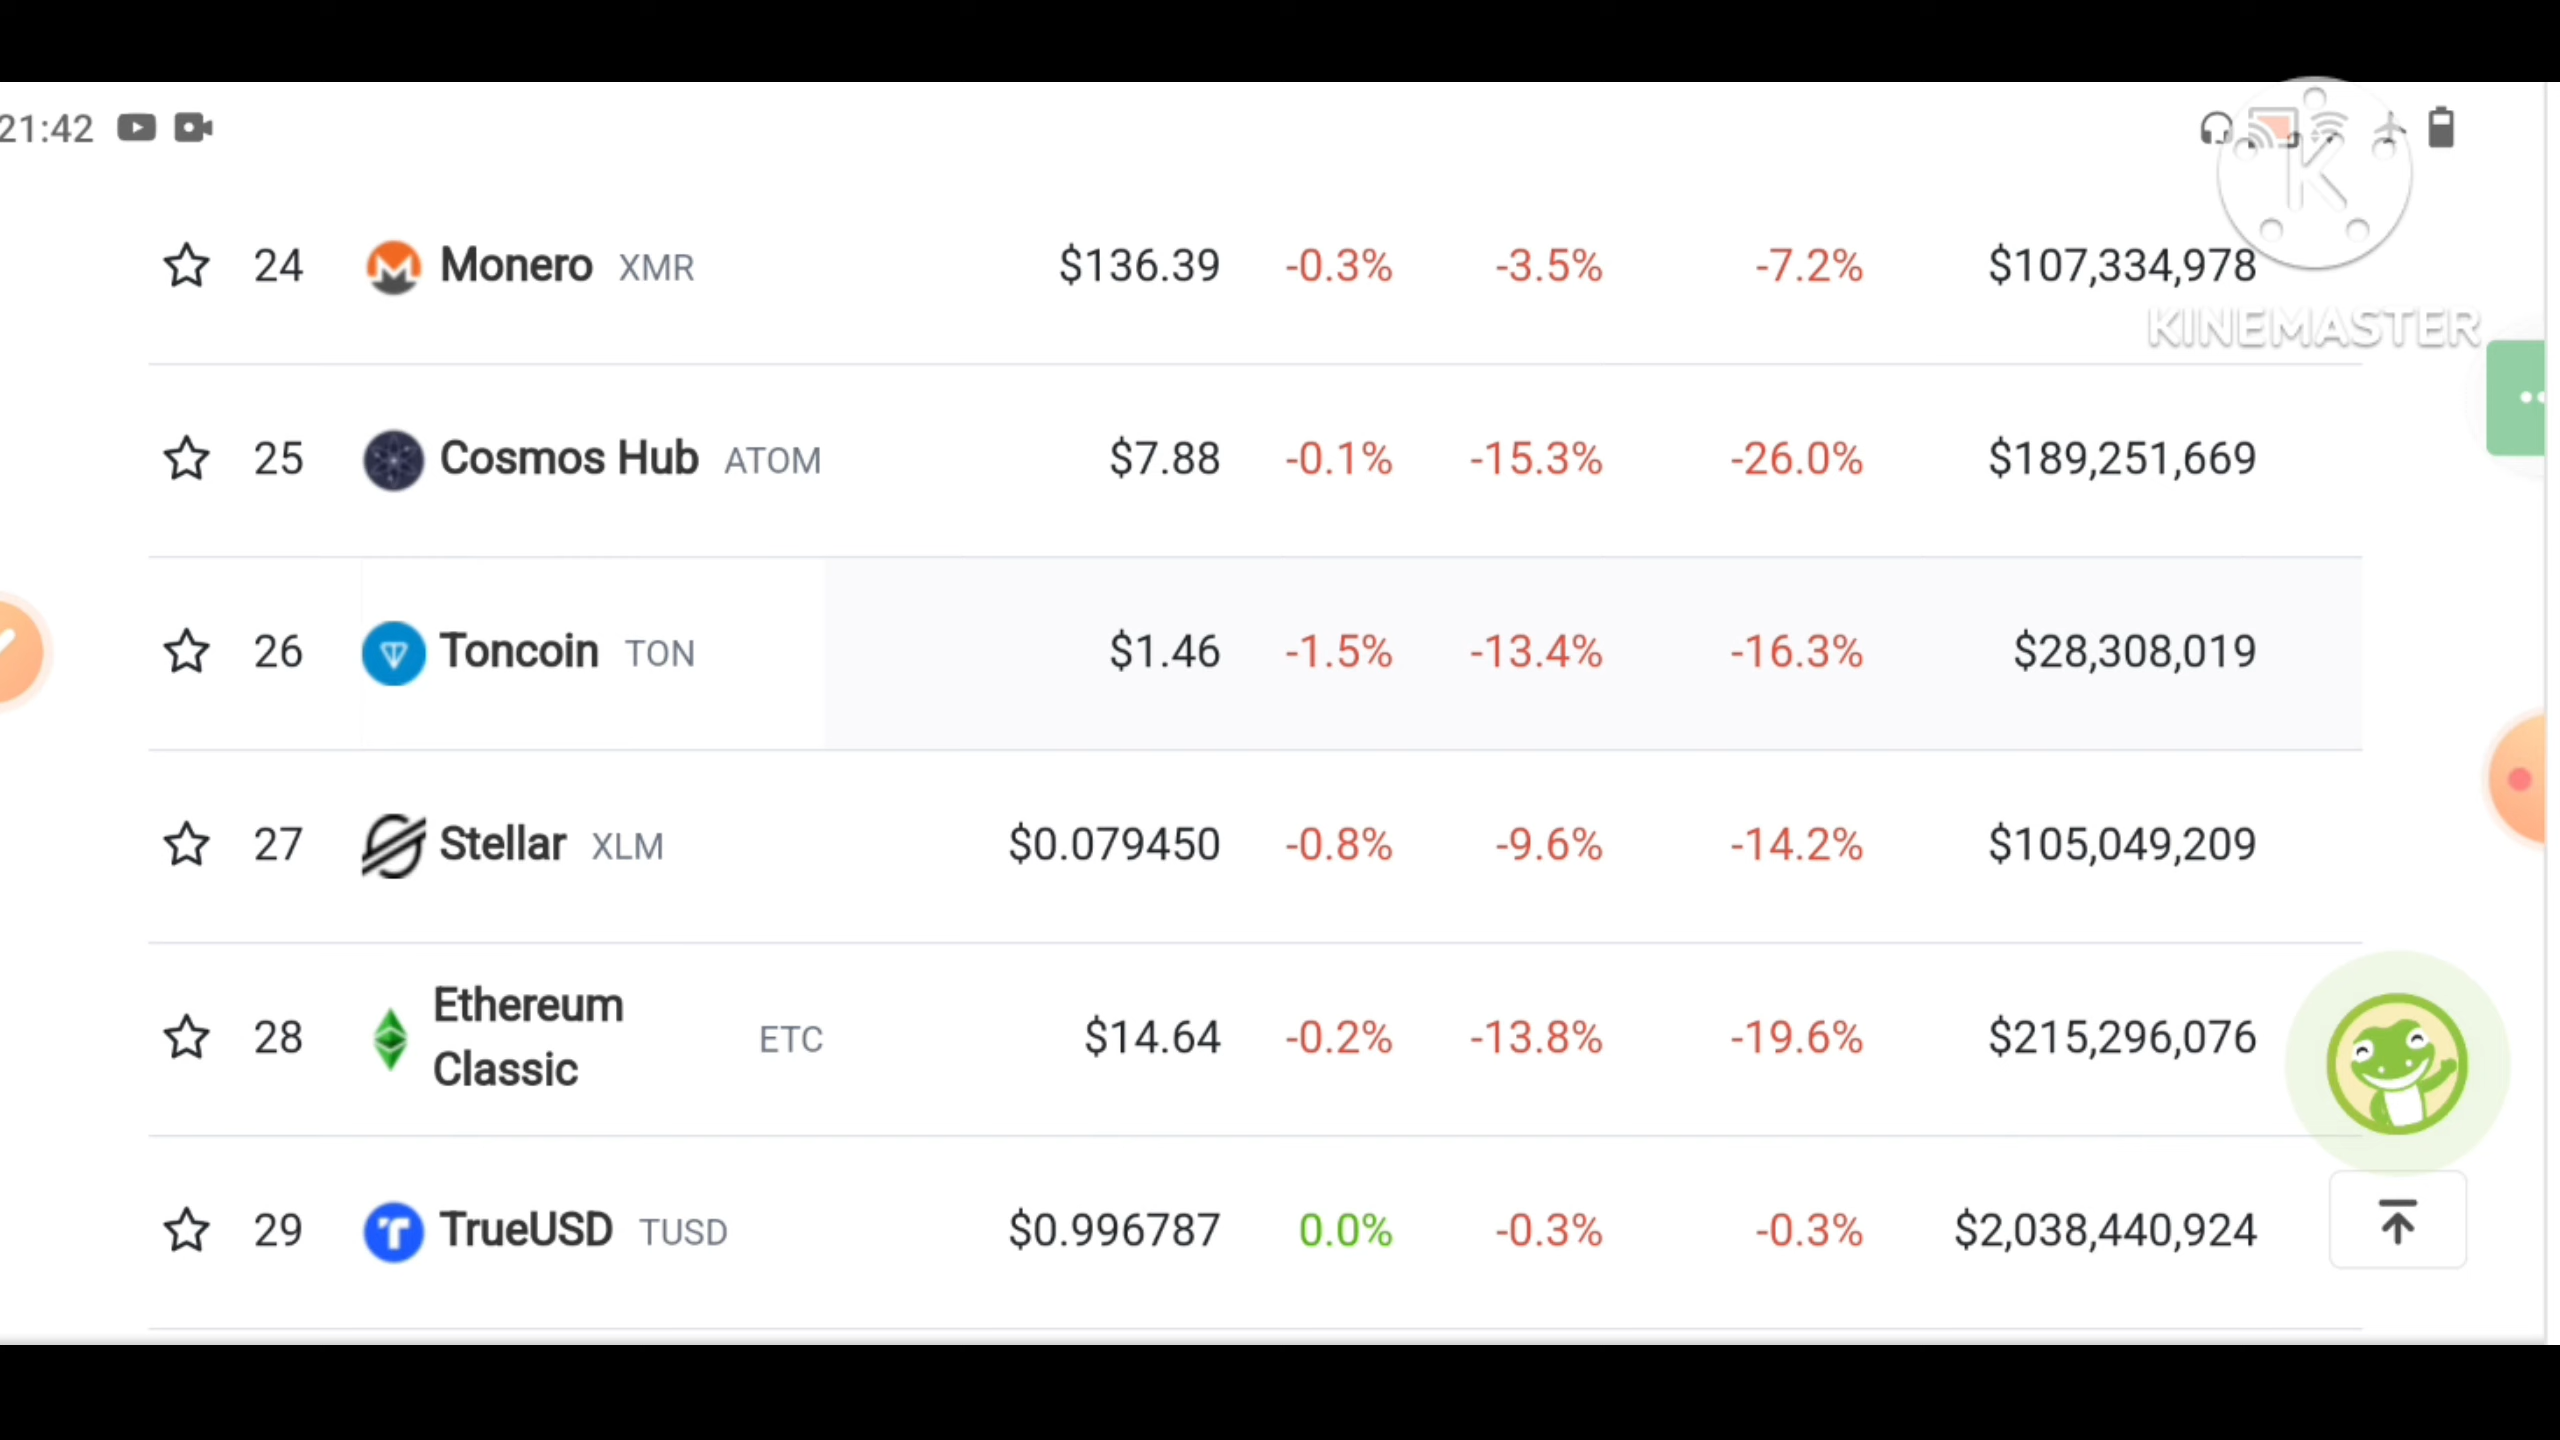 21:42
24 Monero XMR $136.39 -0.3% -3.5% -7.2% $107,334,978
KINEMASTER
25 Cosmos Hub ATOM $7.88 -0.1% -15.3% -26.0% $189,251,669
26 Toncoin TON $1.46 -1.5% -13.4% -16.3% $28,308,019
27 Stellar XLM $0.079450 -0.8% -9.6% -14.2% $105,049,209
28 Ethereum Classic ETC $14.64 -0.2% -13.8% -19.6% $215,296,076
29 TrueUSD TUSD $0.996787 0.0% -0.3% -0.3% $2,038,440,924